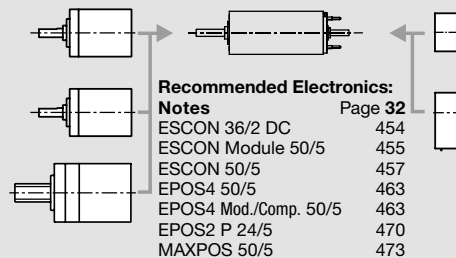 Recommended Electronics:
Notes Page 32
ESCON 36/2 DC 454
ESCON Module 50/5 455
ESCON 50/5 457
EPOS4 50/5 463
EPOS4 Mod./Comp. 50/5 463
EPOS2 P 24/5 470
MAXPOS 50/5 473